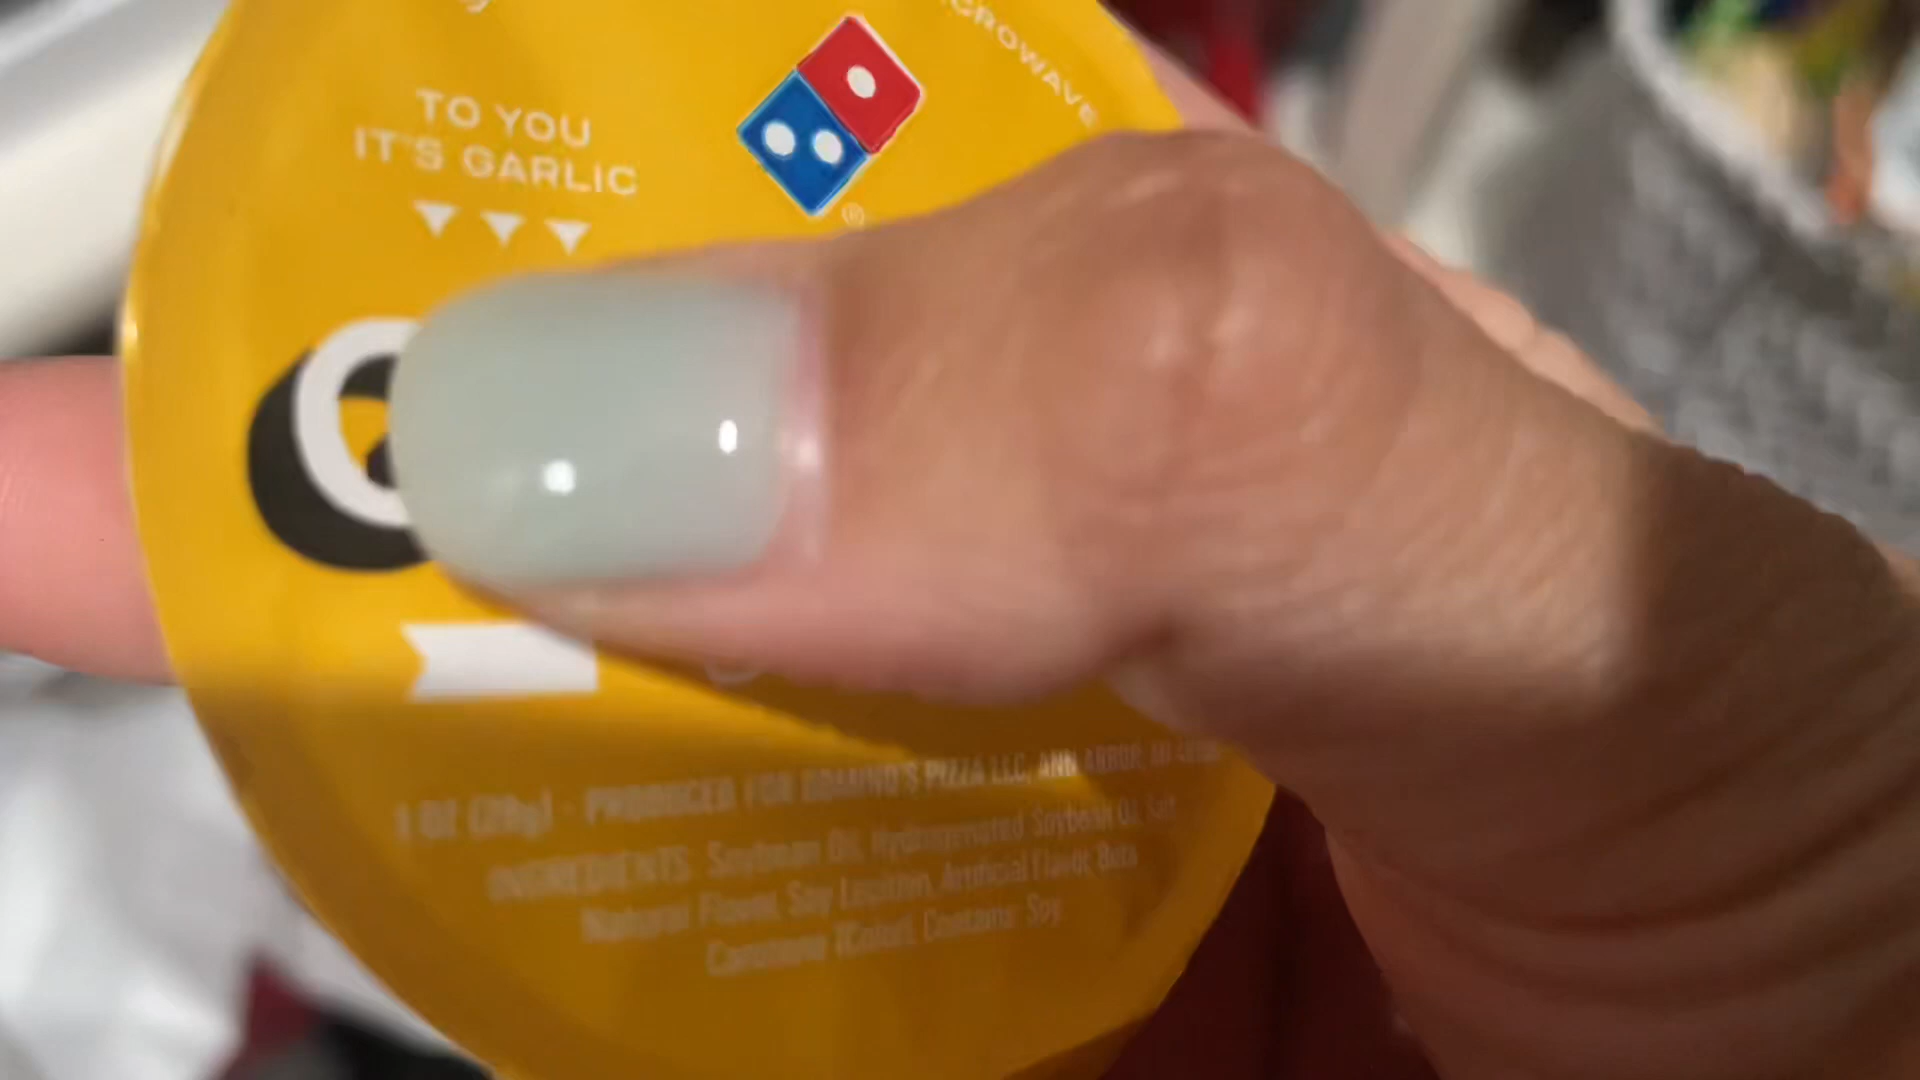 CROWAVE
TO YOU
IT'S GARLIC
®
1 OZ (28g) - PRODUCED FOR DOMINO'S PIZZA LLC, ANN ARBOR, MI
INGREDIENTS: Soybean Oil, Hydrogenated Soybean Oil, Salt,
Natural Flavor, Soy Lecithin, Artificial Flavor, Beta
Carotene (Color). Contains: Soy